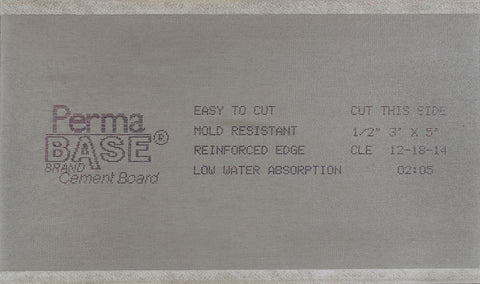 Perma
BASE®
BRAND
Cement Board
EASY TO CUT
MOLD RESISTANT
REINFORCED EDGE
LOW WATER ABSORPTION
CUT THIS SIDE
1/2" 3' X 5'
CLE 12-18-14
02:05